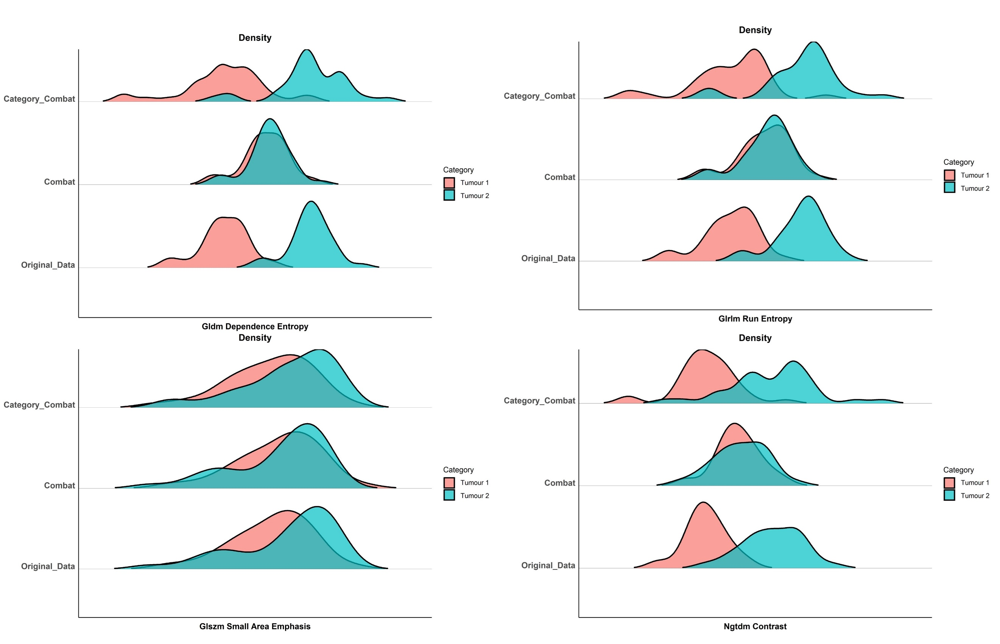 Density
Category_Combat
Combat
Original_Data
Gldm Dependence Entropy
Category
Tumour 1
Tumour 2
Density
Category_Combat
Combat
Original_Data
Glrlm Run Entropy
Category
Tumour 1
Tumour 2
Density
Category_Combat
Combat
Original_Data
Glszm Small Area Emphasis
Category
Tumour 1
Tumour 2
Density
Category_Combat
Combat
Original_Data
Ngtdm Contrast
Category
Tumour 1
Tumour 2